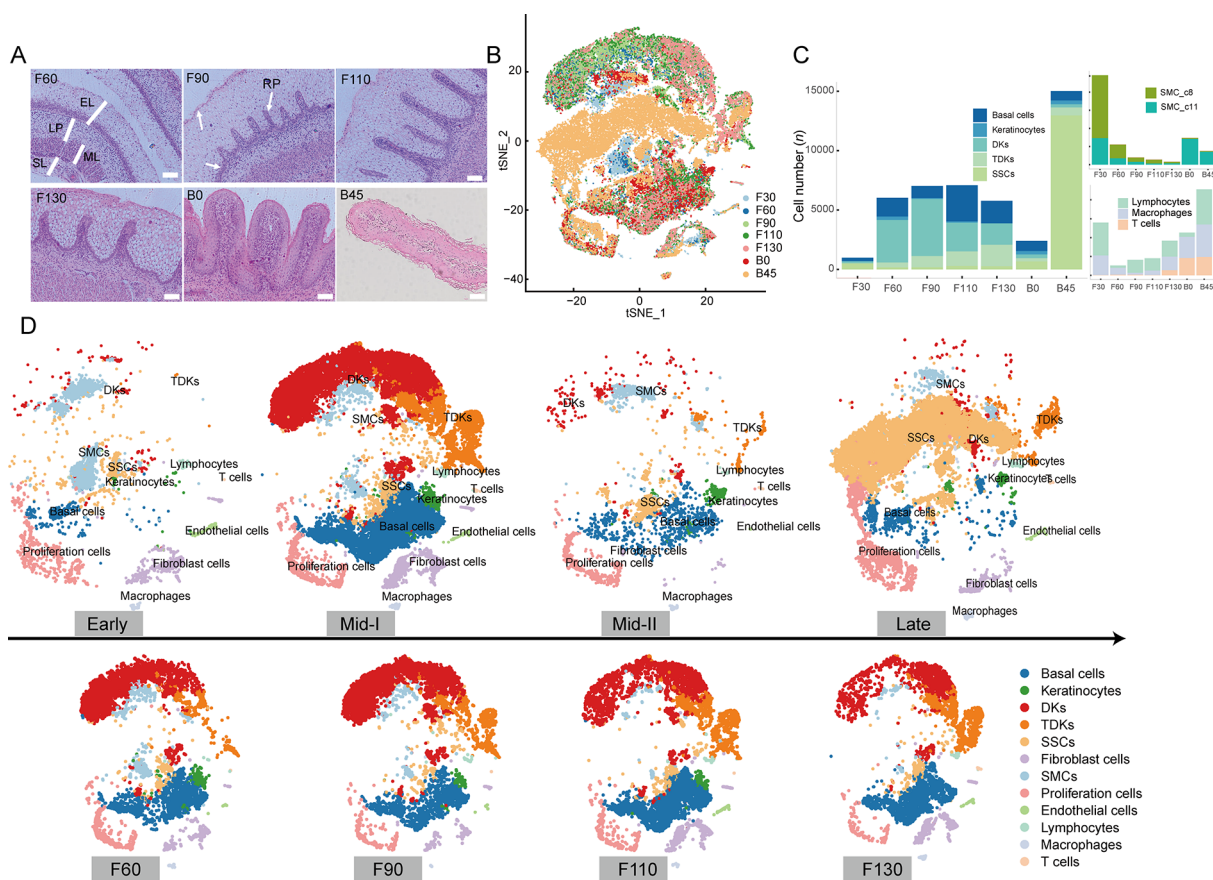 A
F60
EL
LP
SL
ML
F90
RP
F110
F130
B0
B45
B
tSNE_2
20
0
−20
−40
−20
0
20
tSNE_1
F30
F60
F90
F110
F130
B0
B45
C
Cell number (n)
15000
10000
5000
0
Basal cells
Keratinocytes
DKs
TDKs
SSCs
F30 F60 F90 F110 F130 B0 B45
SMC_c8
SMC_c11
F30 F60 F90 F110 F130 B0 B45
Lymphocytes
Macrophages
T cells
F30 F60 F90 F110 F130 B0 B45
D
DKs
TDKs
SMCs
SSCs
Lymphocytes
Keratinocytes
T cells
Basal cells
Endothelial cells
Proliferation cells
Fibroblast cells
Macrophages
Early
DKs
SMCs
TDKs
Lymphocytes
SSCs
T cells
Keratinocytes
Basal cells
Endothelial cells
Fibroblast cells
Proliferation cells
Macrophages
Mid-I
DKs
SMCs
TDKs
Lymphocytes
T cells
SSCs
Keratinocytes
Basal cells
Endothelial cells
Fibroblast cells
Proliferation cells
Mid-II
SMCs
TDKs
SSCs
DKs
Lymphocytes
Keratinocytes
T cells
Basal cells
Endothelial cells
Proliferation cells
Fibroblast cells
Macrophages
Late
F60
F90
F110
F130
Basal cells
Keratinocytes
DKs
TDKs
SSCs
Fibroblast cells
SMCs
Proliferation cells
Endothelial cells
Lymphocytes
Macrophages
T cells